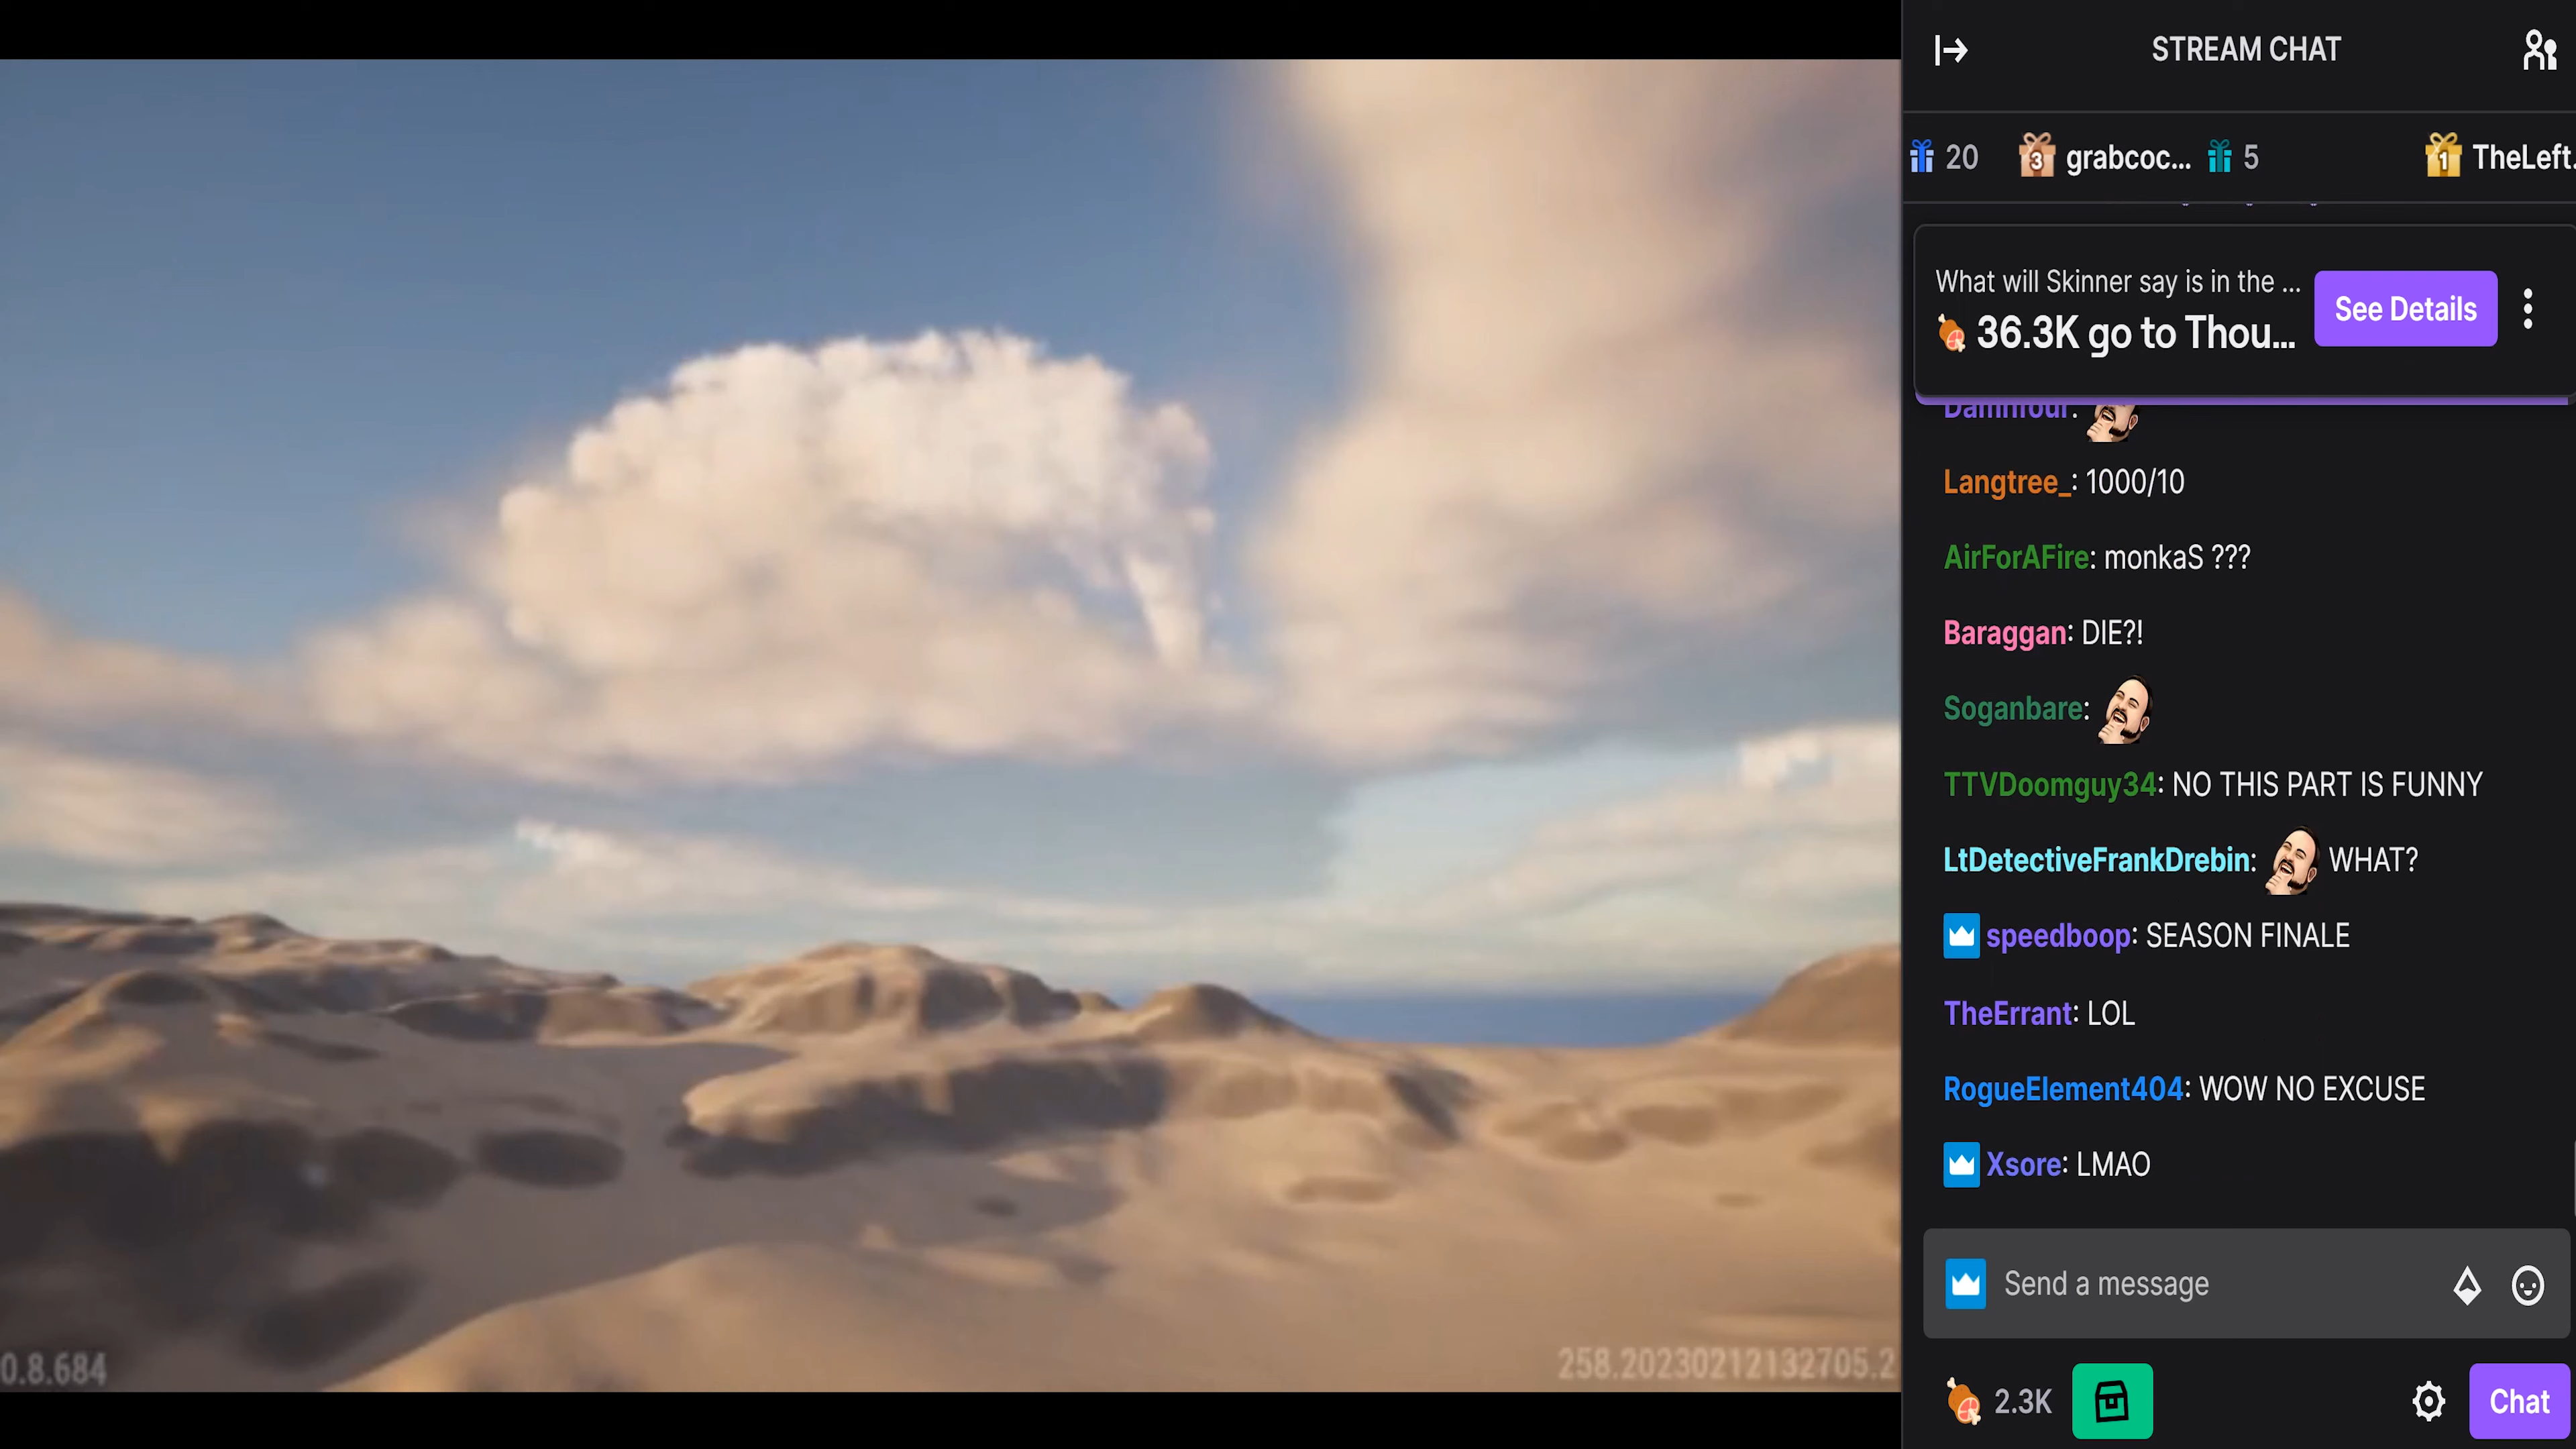 STREAM CHAT
20 3 grabcoc... 5 1 TheLeft.
What will Skinner say is in the ...
36.3K go to Thou...
See Details
Langtree_: 1000/10
AirForAFire: monkaS ???
Baraggan: DIE?!
Soganbare:
TTVDoomguy34: NO THIS PART IS FUNNY
LtDetectiveFrankDrebin: WHAT?
speedboop: SEASON FINALE
TheErrant: LOL
RogueElement404: WOW NO EXCUSE
Xsore: LMAO
Send a message
2.3K
Chat
0.8.684
258.20230212132705.2